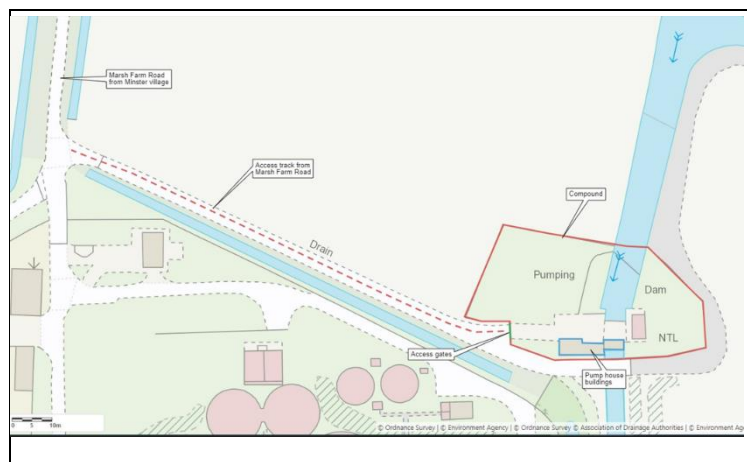 Marsh Farm Road
from Minster village
Access track from
Marsh Farm Road
Compound
Drain
Pumping
Dam
NTL
Access gates
Pump house
buildings
0 5 10m
© Ordnance Survey | © Environment Agency | © Ordnance Survey © Association of Drainage Authorities | © Environment Age